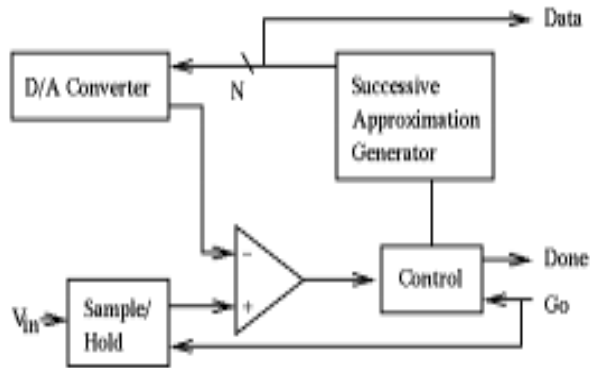 Data
D/A Converter
N
Successive
Approximation
Generator
−
+
Control
Done
Go
Vin
Sample/
Hold